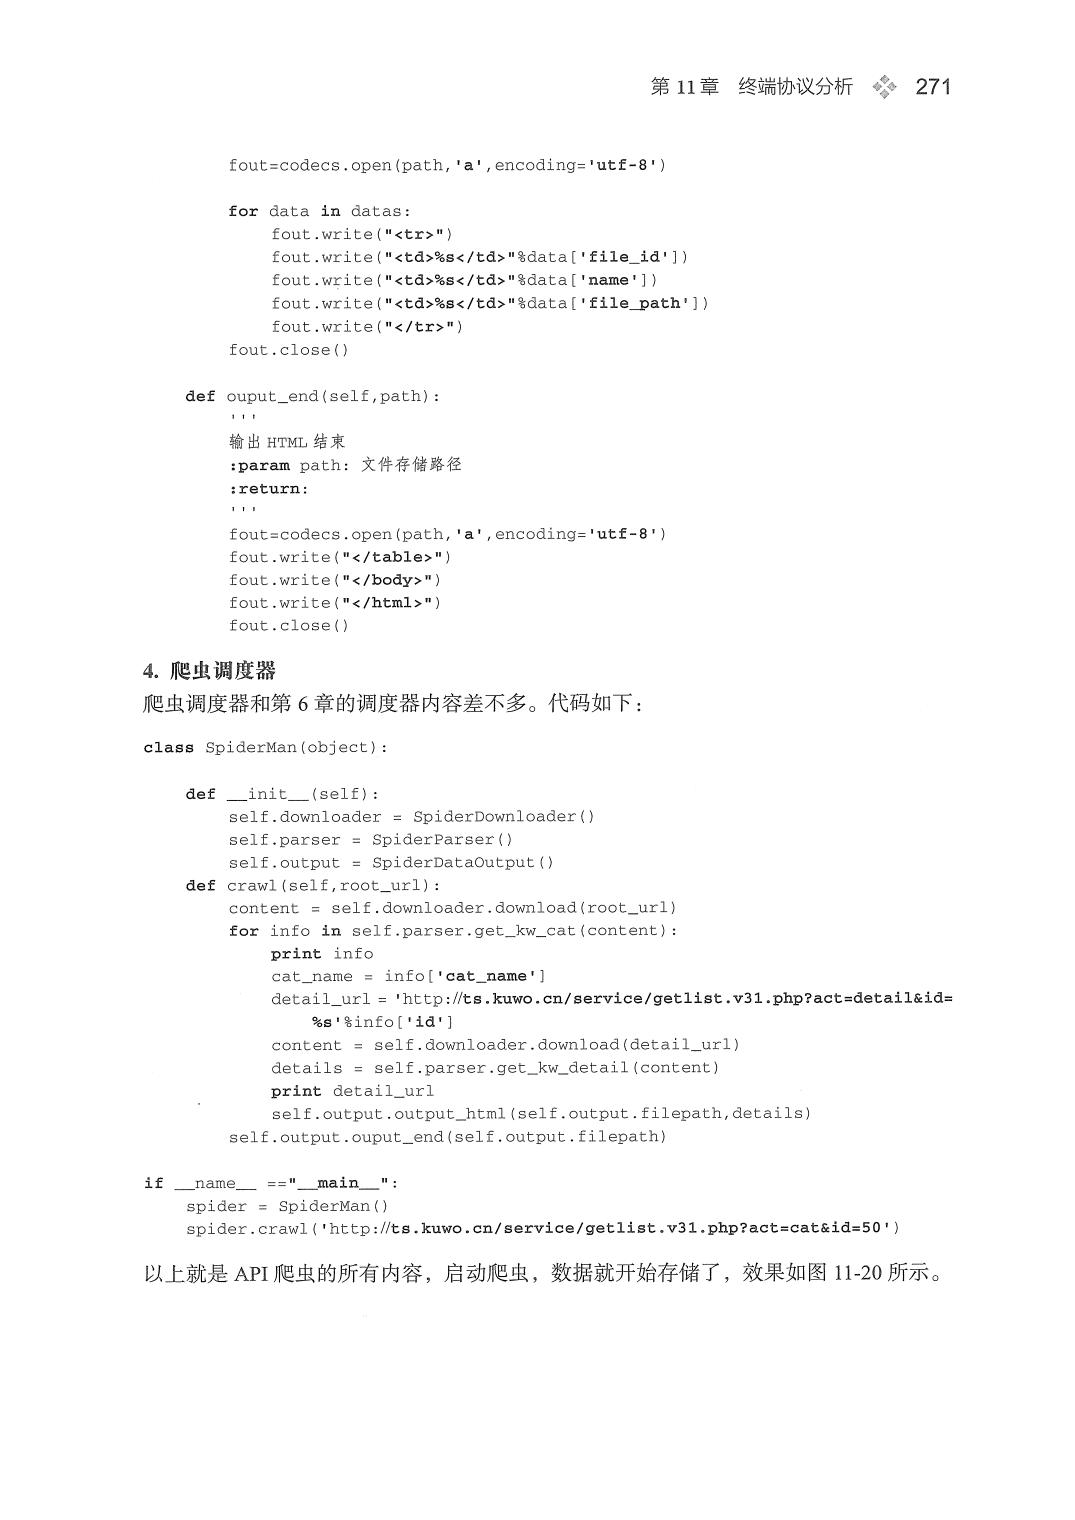 第 11 章 终端协议分析 271
fout=codecs.open(path,'a',encoding='utf-8')
for data in datas:
fout.write("<tr>")
fout.write("<td>%s</td>"%data['file_id'])
fout.write("<td>%s</td>"%data['name'])
fout.write("<td>%s</td>"%data['file_path'])
fout.write("</tr>")
fout.close()
def ouput_end(self,path):
'''
输出 HTML 结束
:param path: 文件存储路径
:return:
'''
fout=codecs.open(path,'a',encoding='utf-8')
fout.write("</table>")
fout.write("</body>")
fout.write("</html>")
fout.close()
4. 爬虫调度器
爬虫调度器和第 6 章的调度器内容差不多。代码如下：
class SpiderMan(object):
def __init__(self):
self.downloader = SpiderDownloader()
self.parser = SpiderParser()
self.output = SpiderDataOutput()
def crawl(self,root_url):
content = self.downloader.download(root_url)
for info in self.parser.get_kw_cat(content):
print info
cat_name = info['cat_name']
detail_url = 'http://ts.kuwo.cn/service/getlist.v31.php?act=detail&id=
%s'%info['id']
content = self.downloader.download(detail_url)
details = self.parser.get_kw_detail(content)
print detail_url
self.output.output_html(self.output.filepath,details)
self.output.ouput_end(self.output.filepath)
if __name__ =="__main__":
spider = SpiderMan()
spider.crawl('http://ts.kuwo.cn/service/getlist.v31.php?act=cat&id=50')
以上就是 API 爬虫的所有内容，启动爬虫，数据就开始存储了，效果如图 11-20 所示。